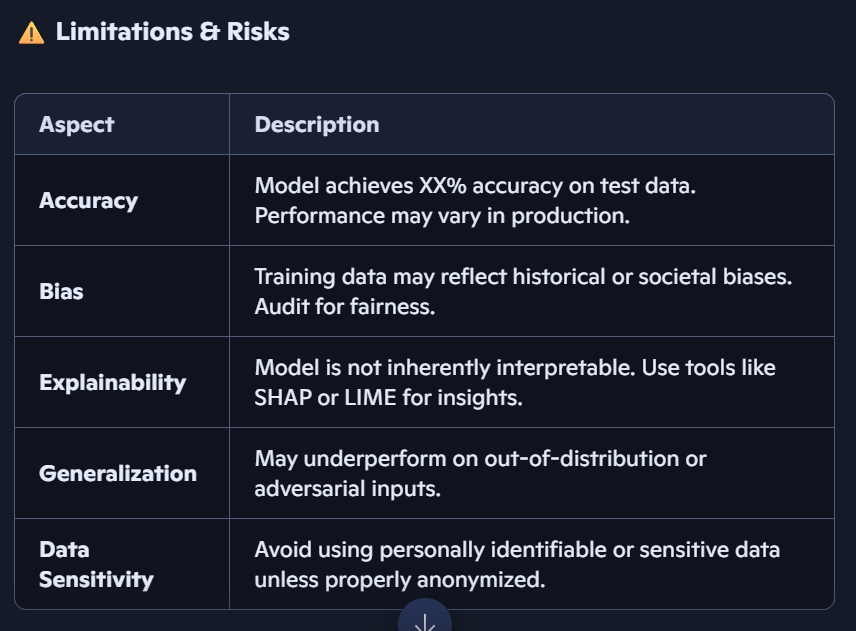 ⚠️ Limitations & Risks
Aspect
Description
Accuracy
Model achieves XX% accuracy on test data.
Performance may vary in production.
Bias
Training data may reflect historical or societal biases.
Audit for fairness.
Explainability
Model is not inherently interpretable. Use tools like
SHAP or LIME for insights.
Generalization
May underperform on out-of-distribution or
adversarial inputs.
Data
Sensitivity
Avoid using personally identifiable or sensitive data
unless properly anonymized.